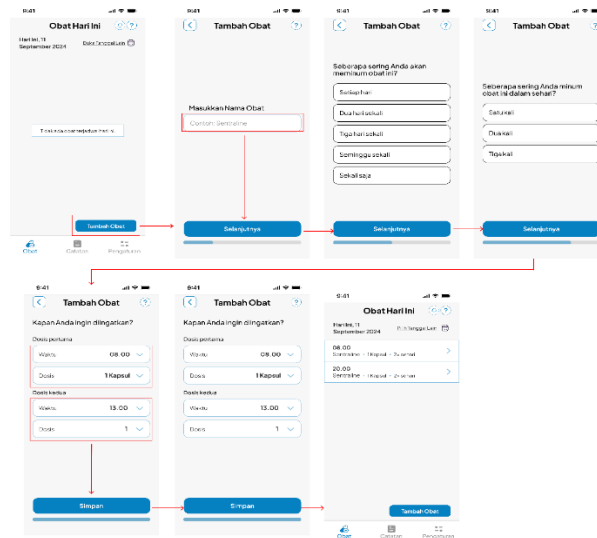 9:41
Obat Hari Ini
Hari Ini, 11
September 2024
Buka Tanggal Lain
Tidak ada obat terjadwal hari ini
Tambah Obat
Obat
Catatan
Pengaturan
9:41
Tambah Obat
Masukkan Nama Obat
Contoh: Sentraline
Selanjutnya
9:41
Tambah Obat
Seberapa sering Anda akan
meminum obat ini?
Setiap hari
Dua hari sekali
Tiga hari sekali
Seminggu sekali
Sekali saja
Selanjutnya
9:41
Tambah Obat
Seberapa sering Anda minum
obat ini dalam sehari?
Satu kali
Dua kali
Tiga kali
Selanjutnya
9:41
Tambah Obat
Kapan Anda ingin diingatkan?
Dosis pertama
Waktu 08.00
Dosis 1 Kapsul
Dosis kedua
Waktu 13.00
Dosis 1
Simpan
9:41
Tambah Obat
Kapan Anda ingin diingatkan?
Dosis pertama
Waktu 08.00
Dosis 1 Kapsul
Dosis kedua
Waktu 13.00
Dosis 1
Simpan
9:41
Obat Hari Ini
Hari Ini, 11
September 2024
Pilih Tanggal Lain
08.00
Sentraline - 1 Kapsul - 2x sehari
20.00
Sentraline - 1 Kapsul - 2x sehari
Tambah Obat
Obat
Catatan
Pengaturan